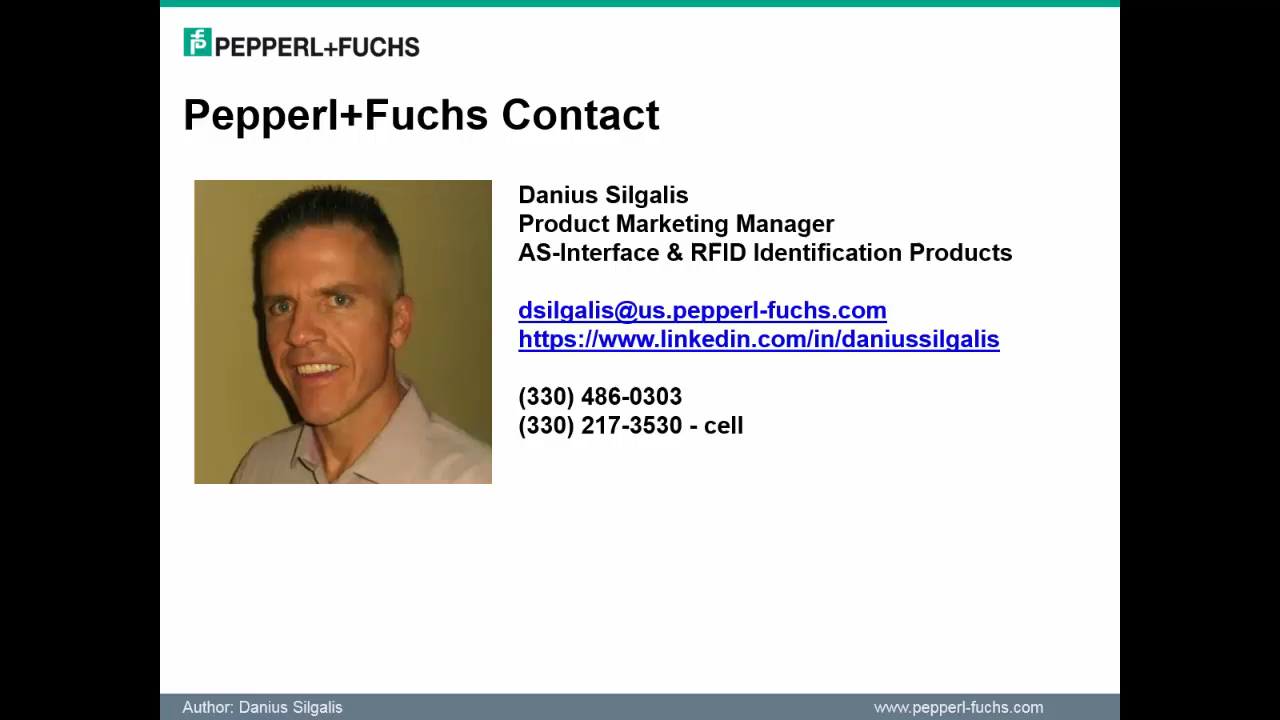 PEPPERL+FUCHS
Pepperl+Fuchs Contact
Danius Silgalis
Product Marketing Manager
AS-Interface & RFID Identification Products
dsilgalis@us.pepperl-fuchs.com
https://www.linkedin.com/in/daniussilgalis
(330) 486-0303
(330) 217-3530 - cell
Author: Danius Silgalis
www.pepperl-fuchs.com